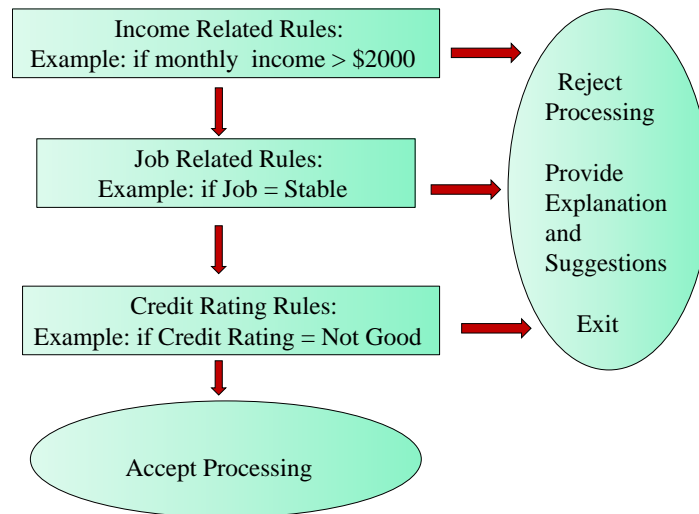 Income Related Rules:
Example: if monthly income > $2000
Reject
Processing
Provide
Explanation
and
Suggestions
Exit
Job Related Rules:
Example: if Job = Stable
Credit Rating Rules:
Example: if Credit Rating = Not Good
Accept Processing